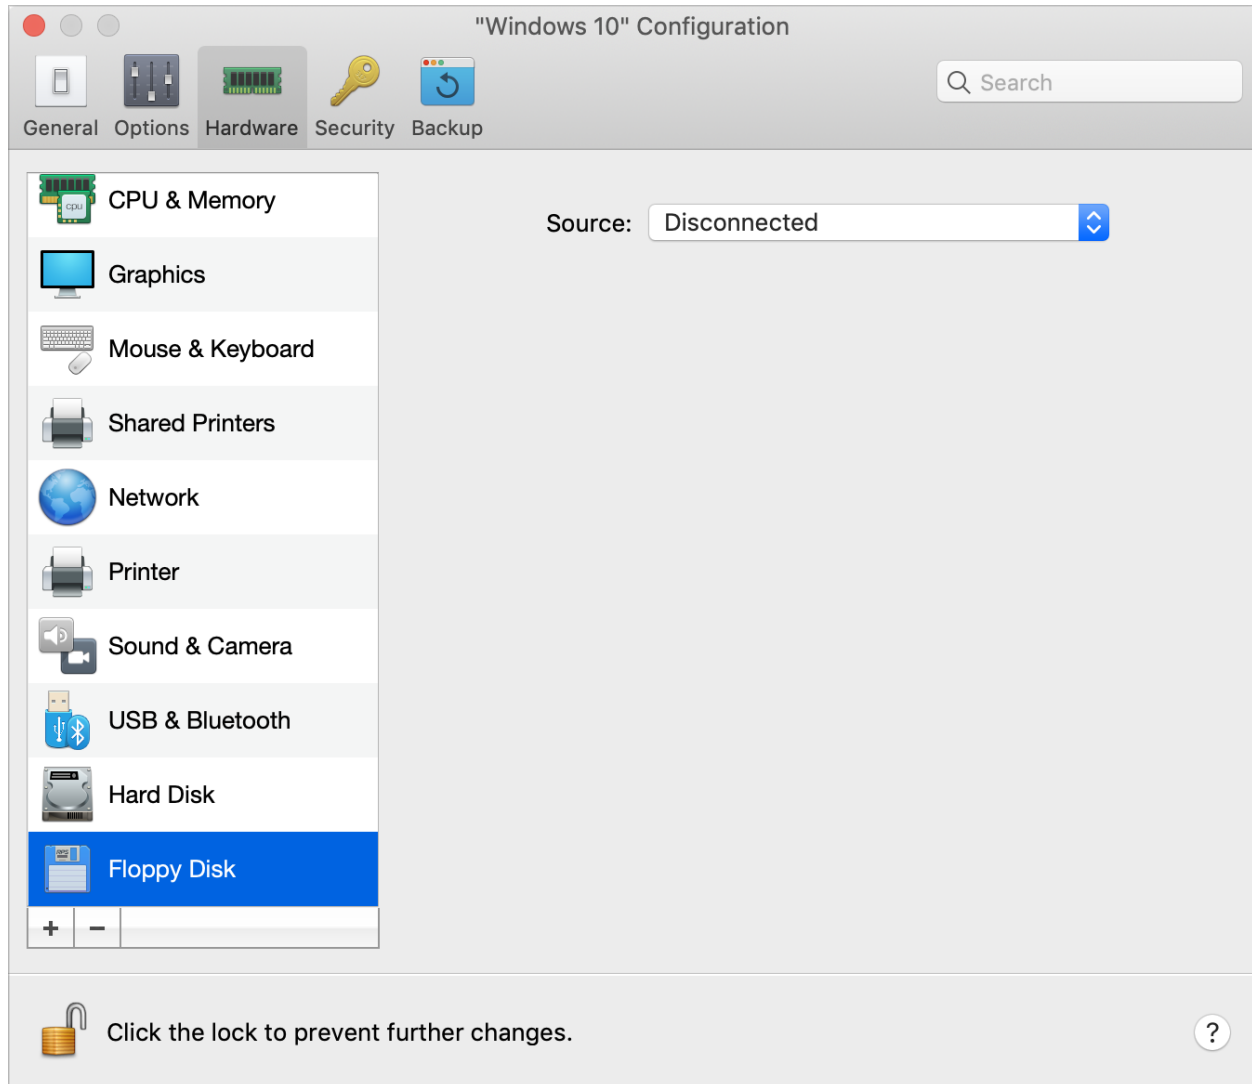 "Windows 10" Configuration
General Options Hardware Security Backup
Search
CPU & Memory
Graphics
Mouse & Keyboard
Shared Printers
Network
Printer
Sound & Camera
USB & Bluetooth
Hard Disk
Floppy Disk
+ −
Source: Disconnected
Click the lock to prevent further changes.
?